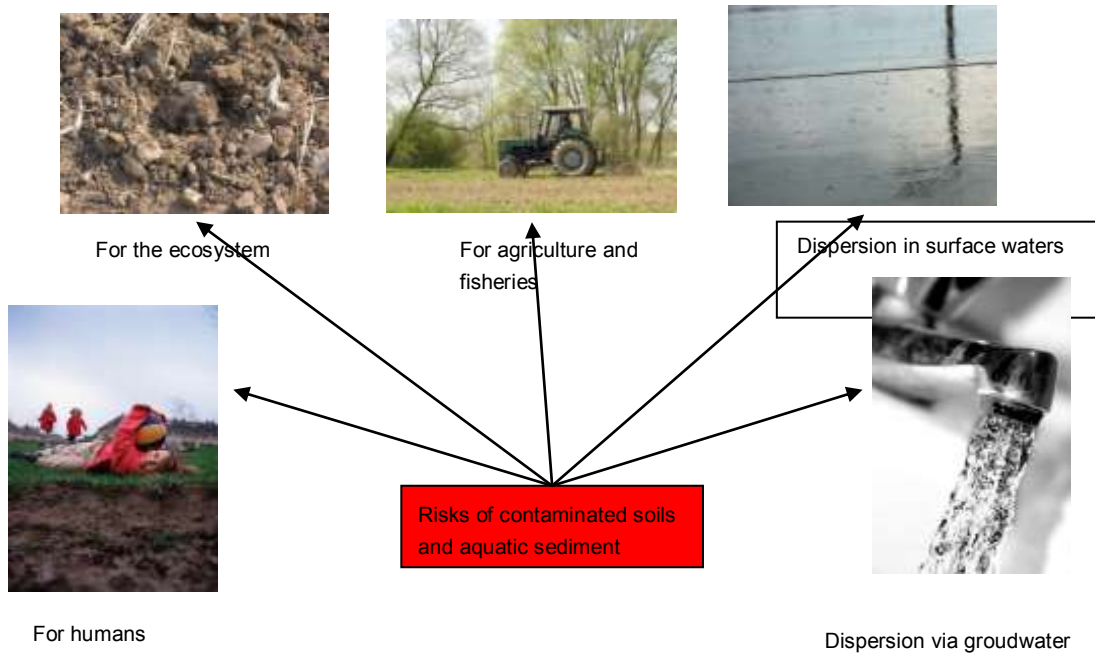 For the ecosystem
For agriculture and
fisheries
Dispersion in surface waters
Risks of contaminated soils
and aquatic sediment
For humans
Dispersion via groudwater